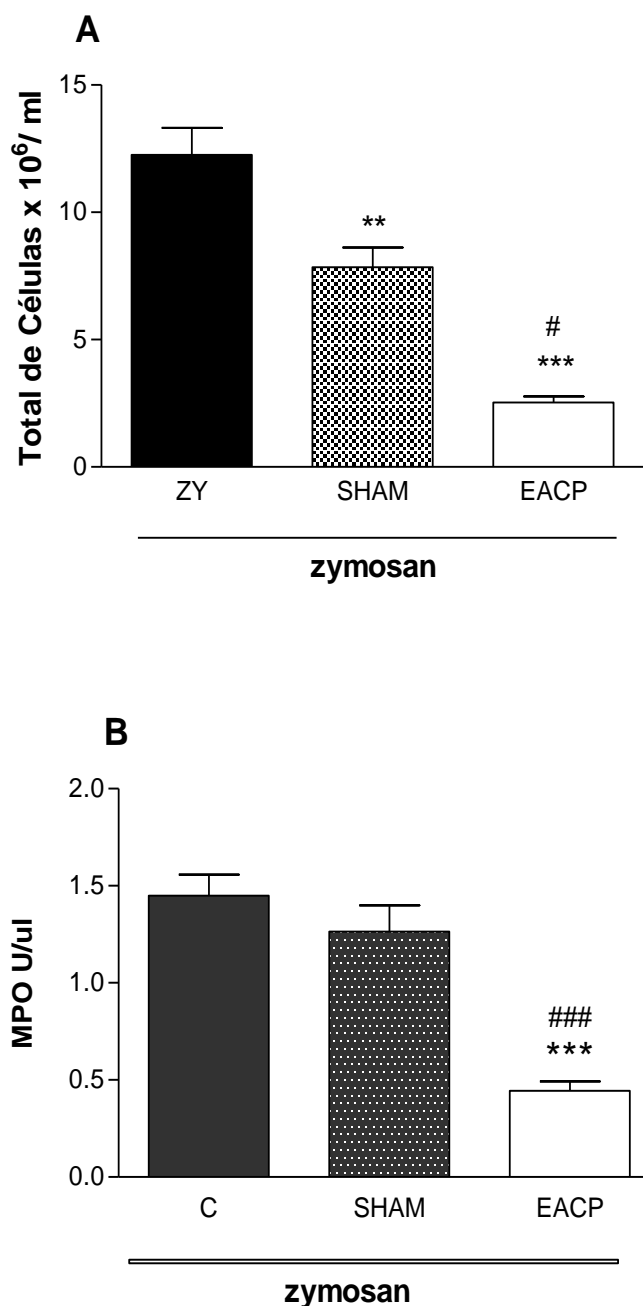 A
Total de Células x 10⁶/ ml
15
10
5
0
**
#
***
ZY SHAM EACP
zymosan
B
MPO U/ul
2.0
1.5
1.0
0.5
0.0
###
***
C SHAM EACP
zymosan